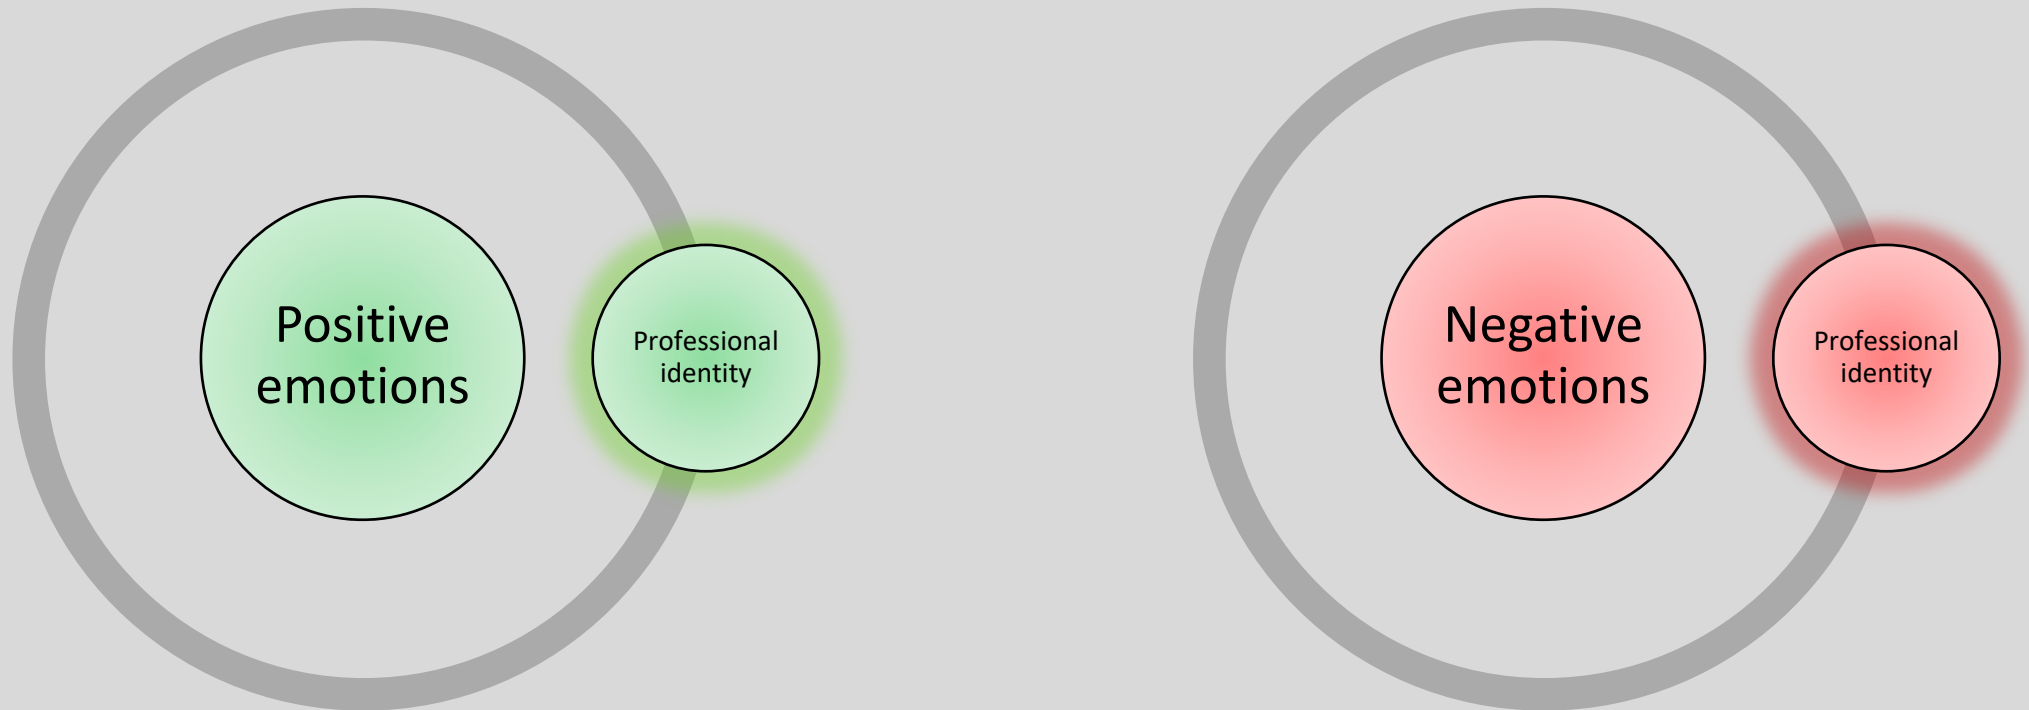 Positive
emotions
Professional
identity
Negative
emotions
Professional
identity